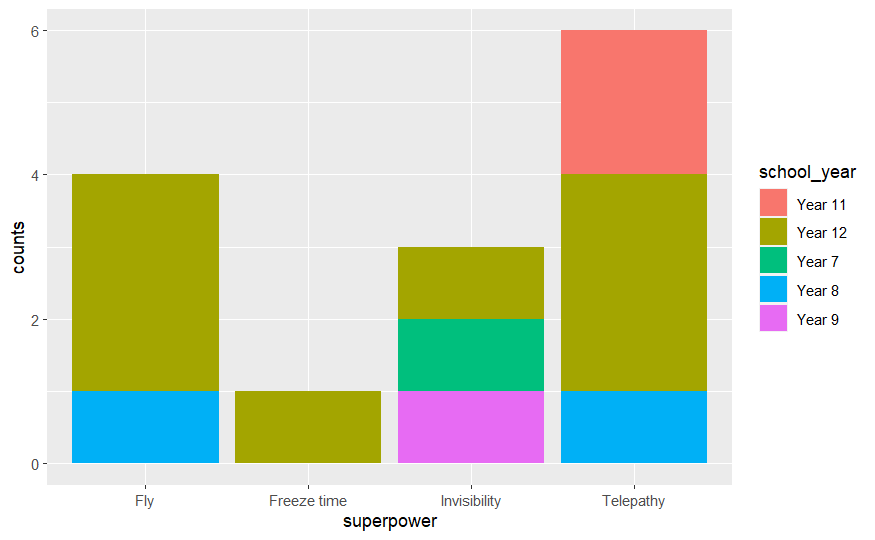 6
4
2
0
counts
Fly
Freeze time
Invisibility
Telepathy
superpower
school_year
Year 11
Year 12
Year 7
Year 8
Year 9